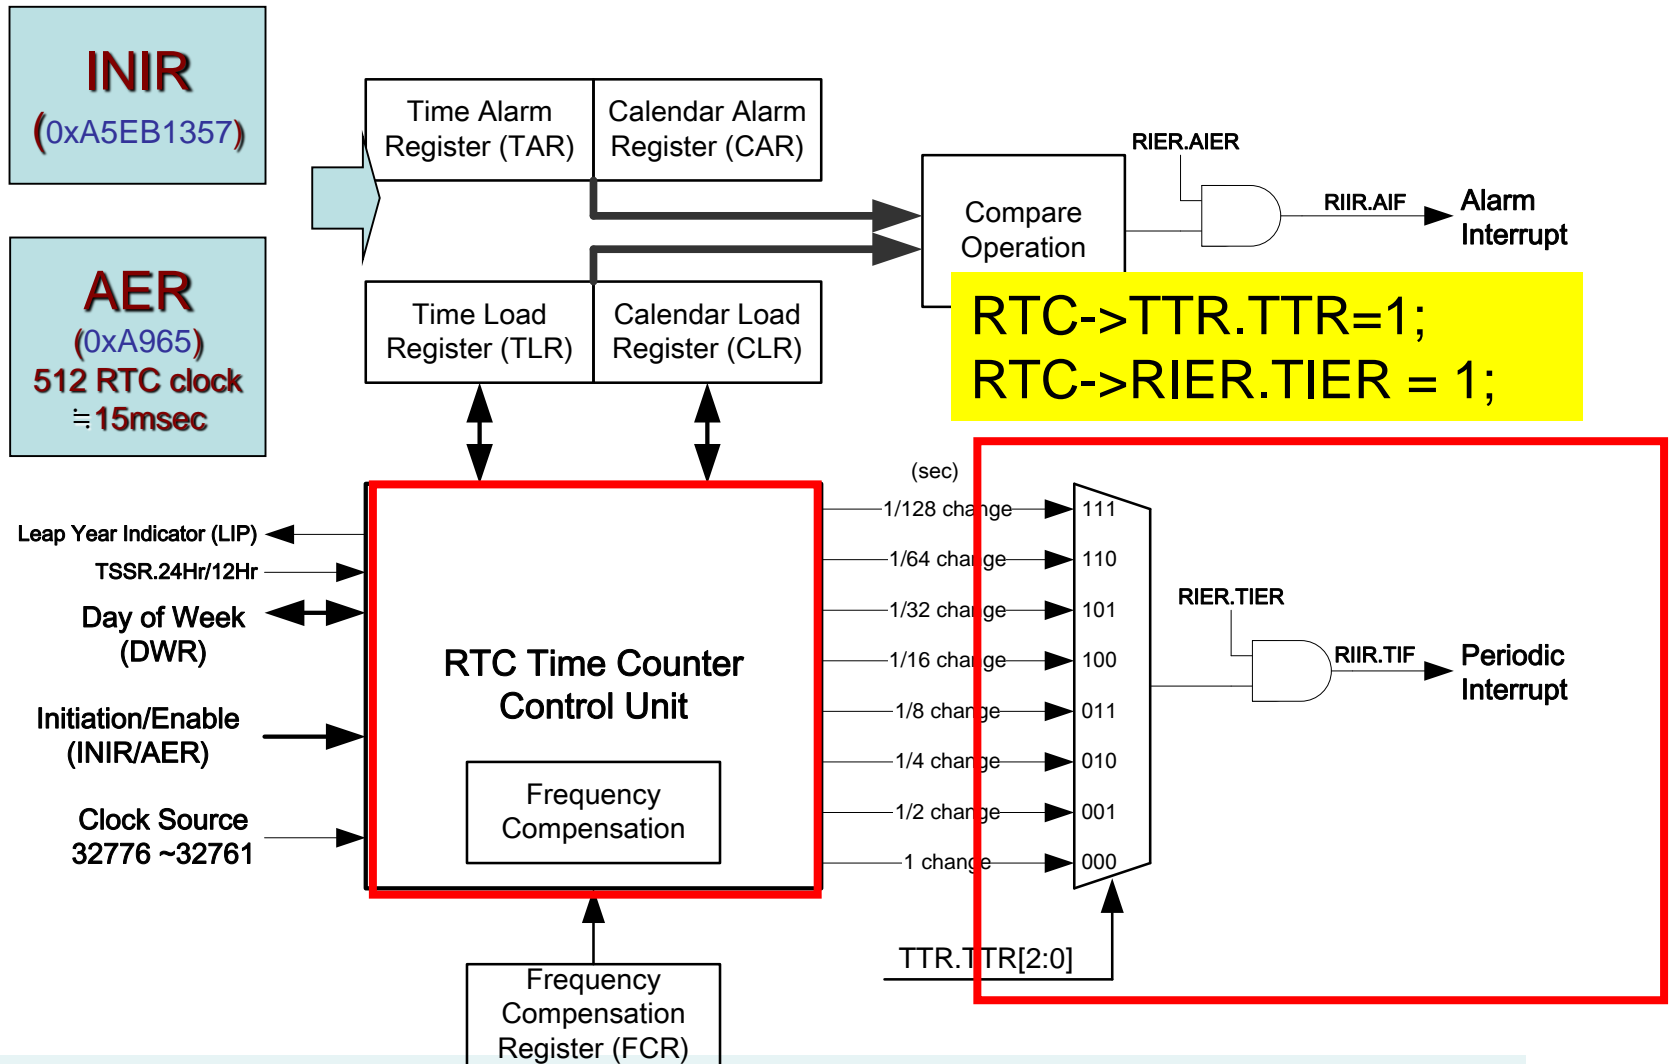 INIR
(0xA5EB1357)
AER
(0xA965)
512 RTC clock
≒15msec
Time Alarm
Register (TAR)
Calendar Alarm
Register (CAR)
Time Load
Register (TLR)
Calendar Load
Register (CLR)
Compare
Operation
RIER.AIER
RIIR.AIF
Alarm
Interrupt
RTC->TTR.TTR=1;
RTC->RIER.TIER = 1;
Leap Year Indicator (LIP)
TSSR.24Hr/12Hr
Day of Week
(DWR)
Initiation/Enable
(INIR/AER)
Clock Source
32776 ~32761
RTC Time Counter
Control Unit
Frequency
Compensation
Frequency
Compensation
Register (FCR)
(sec)
1/128 change
111
1/64 change
110
1/32 change
101
1/16 change
100
1/8 change
011
1/4 change
010
1/2 change
001
1 change
000
TTR.TTR[2:0]
RIER.TIER
RIIR.TIF
Periodic
Interrupt